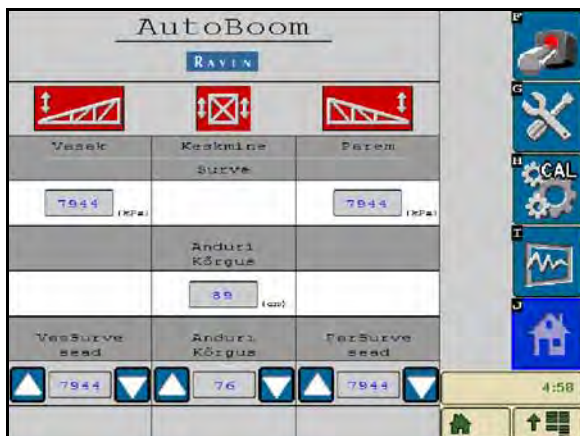 AutoBoom
RAVEN
Vasak Keskmine Parem
Surve
7944 (kPa) 7944 (kPa)
Anduri
Kõrgus
89 (cm)
VasSurve Anduri ParSurve
sead Kõrgus sead
7944 76 7944
F
G
H
CAL
I
J
4:58